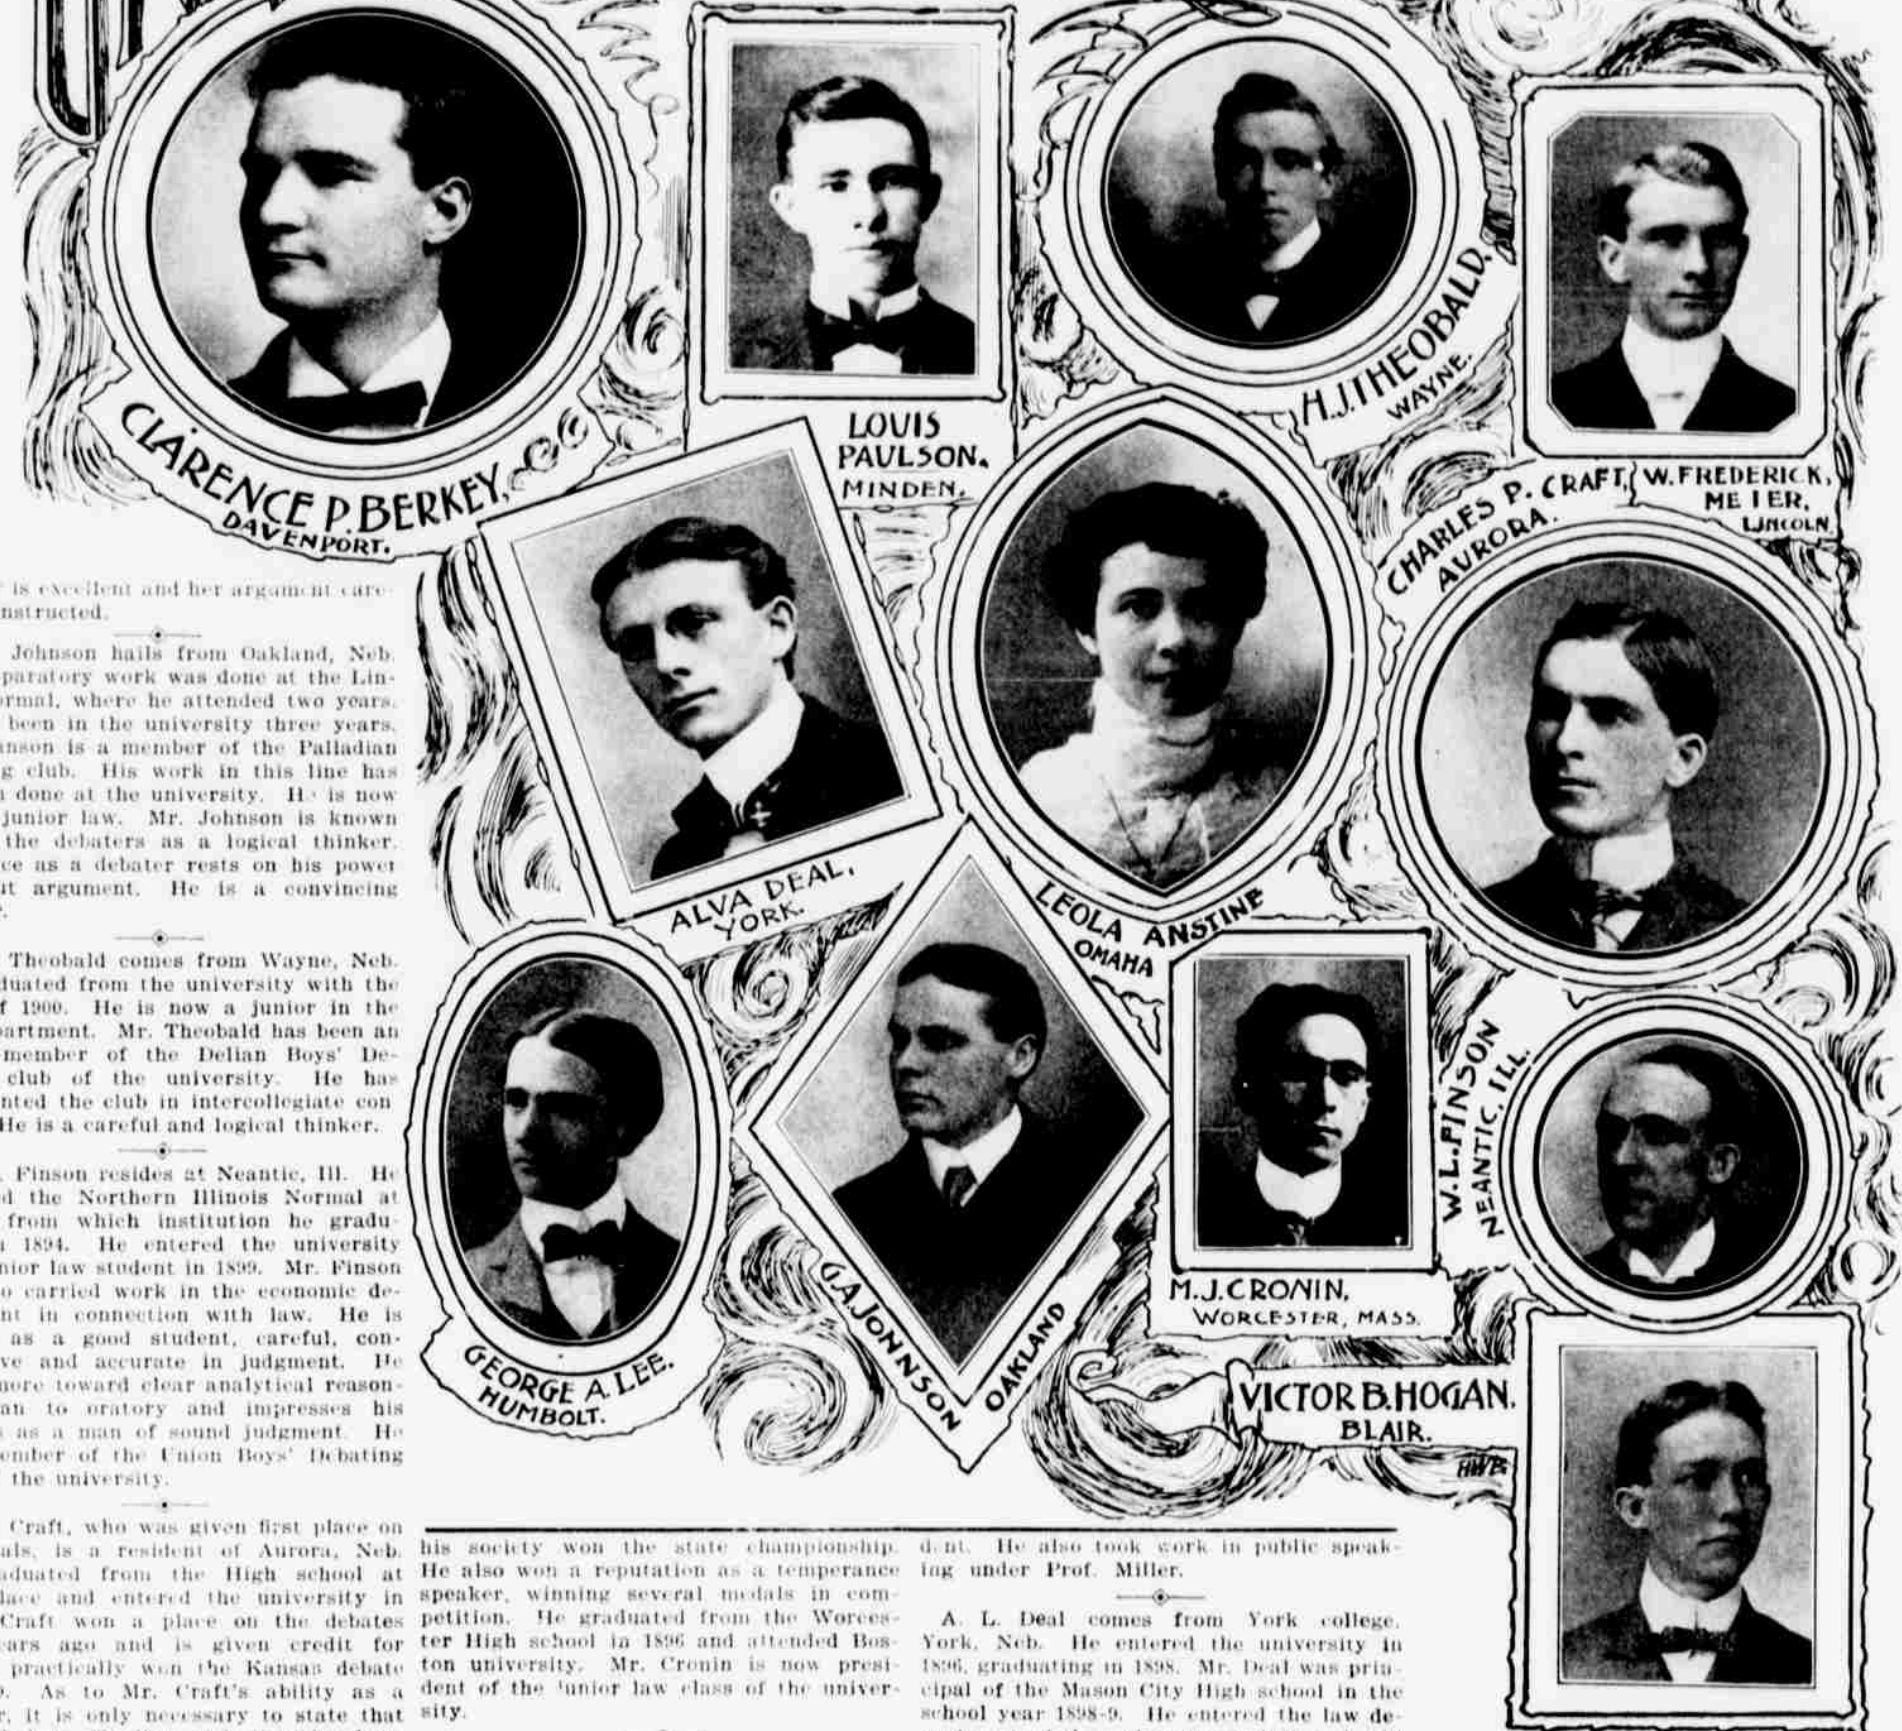 CLARENCE P. BERKEY,
DAVENPORT.
LOUIS
PAULSON.
MINDEN.
H.J.THEOBALD,
WAYNE.
W. FREDERICK,
MEIER,
LINCOLN.
CHARLES P. CRAFT,
AURORA.
ALVA DEAL,
YORK.
LEOLA ANSTINE
OMAHA
GEORGE A. LEE.
HUMBOLT.
G.A.JONNSON
OAKLAND
M.J.CRONIN,
WORCESTER, MASS.
W.L.PINSON
NEANTIC, ILL.
VICTOR B. HOGAN.
BLAIR.
HWB.
is excellent and her argument care-
nstructed.
Johnson hails from Oakland, Neb.
paratory work was done at the Lin-
ormal, where he attended two years.
been in the university three years.
nson is a member of the Palladian
g club. His work in this line has
n done at the university. He is now
junior law. Mr. Johnson is known
the debaters as a logical thinker.
ce as a debater rests on his power
ut argument. He is a convincing
r.
Theobald comes from Wayne, Neb.
duated from the university with the
f 1900. He is now a junior in the
partment. Mr. Theobald has been an
member of the Delian Boys' De-
club of the university. He has
nted the club in intercollegiate con
He is a careful and logical thinker.
. Finson resides at Neantic, Ill. He
d the Northern Illinois Normal at
from which institution he gradu-
n 1894. He entered the university
nior law student in 1899. Mr. Finson
o carried work in the economic de-
nt in connection with law. He is
as a good student, careful, con-
ve and accurate in judgment. He
more toward clear analytical reason-
an to oratory and impresses his
s as a man of sound judgment. He
ember of the Union Boys' Debating
the university.
Craft, who was given first place on
als, is a resident of Aurora, Neb.
aduated from the High school at
lace and entered the university in
Craft won a place on the debates
ears ago and is given credit for
practically won the Kansas debate
9. As to Mr. Craft's ability as a
r, it is only necessary to state that
his society won the state championship.
He also won a reputation as a temperance
speaker, winning several medals in com-
petition. He graduated from the Worces-
ter High school in 1896 and attended Bos-
ton university. Mr. Cronin is now presi-
dent of the junior law class of the univer-
sity.
d.nt. He also took work in public speak-
ing under Prof. Miller.
A. L. Deal comes from York college,
York, Neb. He entered the university in
1896, graduating in 1898. Mr. Deal was prin-
cipal of the Mason City High school in the
school year 1898-9. He entered the law de-